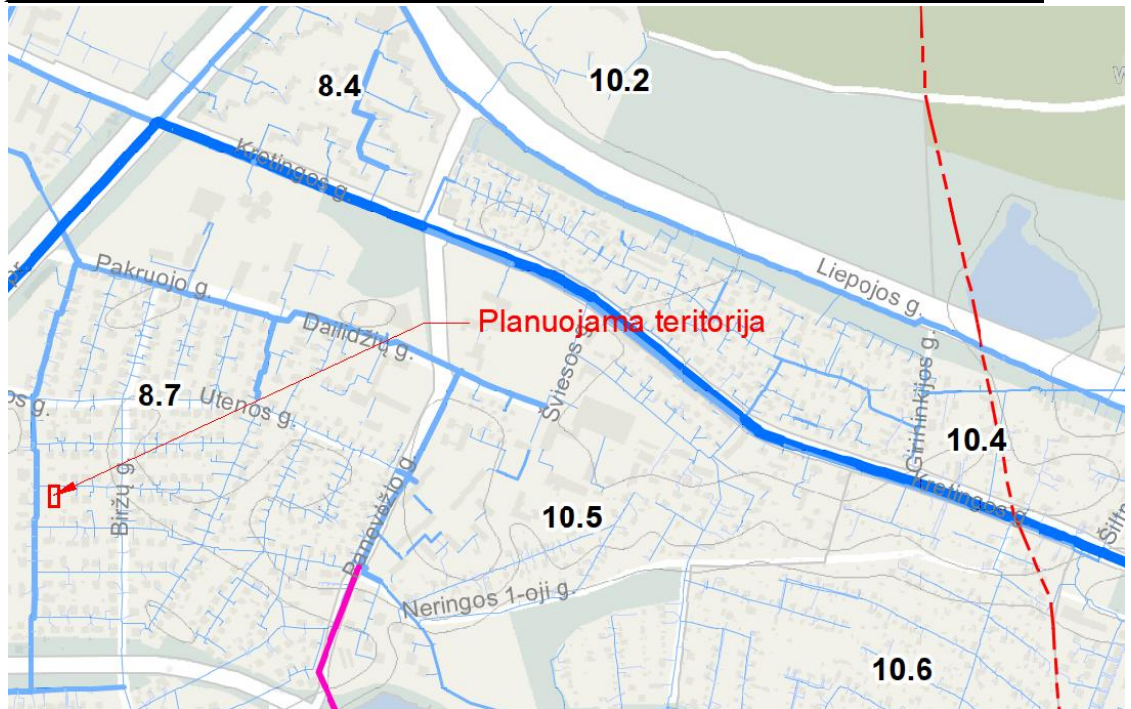 8.4
10.2
Kretingos g.
Liepojos g.
Pakruojo g.
Planuojama teritorija
Dailidžių g.
Šviesos g.
8.7
Utenos g.
os g.
Girininkijos g.
10.4
Biržų g.
Panevėžio g.
10.5
Kretingos g.
Neringos 1-oji g.
10.6